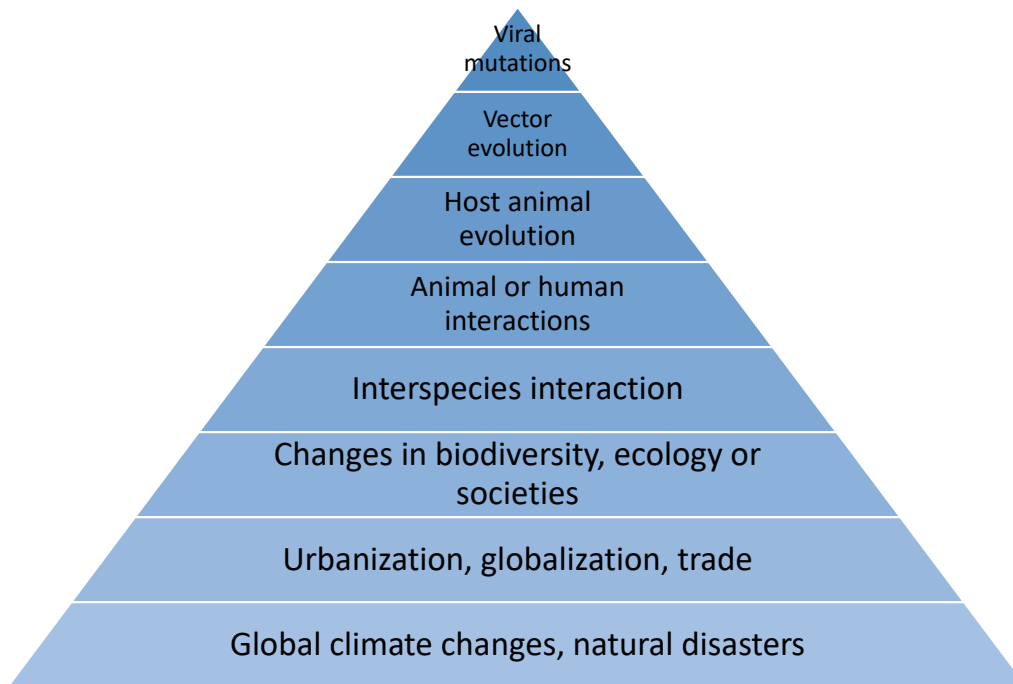 Viral
mutations
Vector
evolution
Host animal
evolution
Animal or human
interactions
Interspecies interaction
Changes in biodiversity, ecology or
societies
Urbanization, globalization, trade
Global climate changes, natural disasters